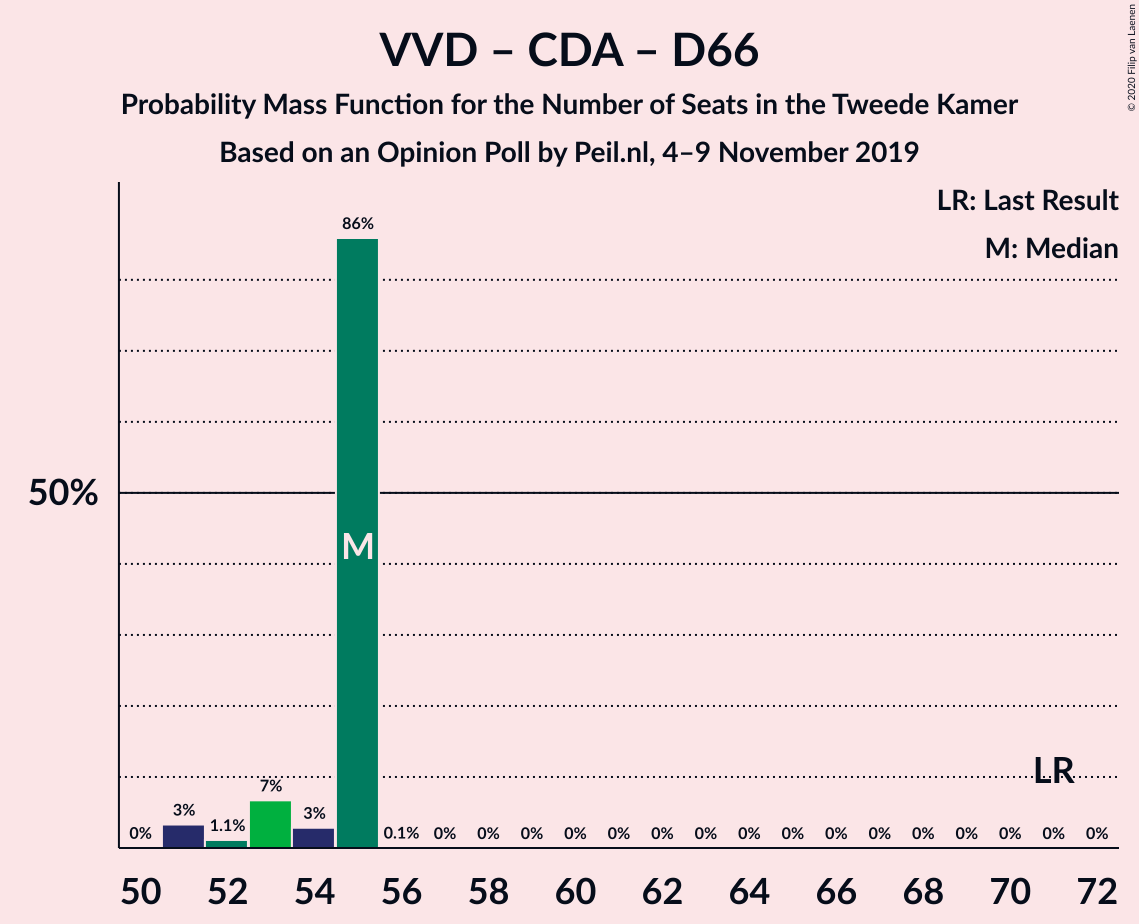 VVD – CDA – D66
Probability Mass Function for the Number of Seats in the Tweede Kamer
Based on an Opinion Poll by Peil.nl, 4–9 November 2019
© 2020 Filip van Laenen
LR: Last Result
M: Median
86%
50%
M
LR
7%
3%
3%
1.1%
0% 0.1% 0% 0% 0% 0% 0% 0% 0% 0% 0% 0% 0% 0% 0% 0% 0% 0%
50 52 54 56 58 60 62 64 66 68 70 72